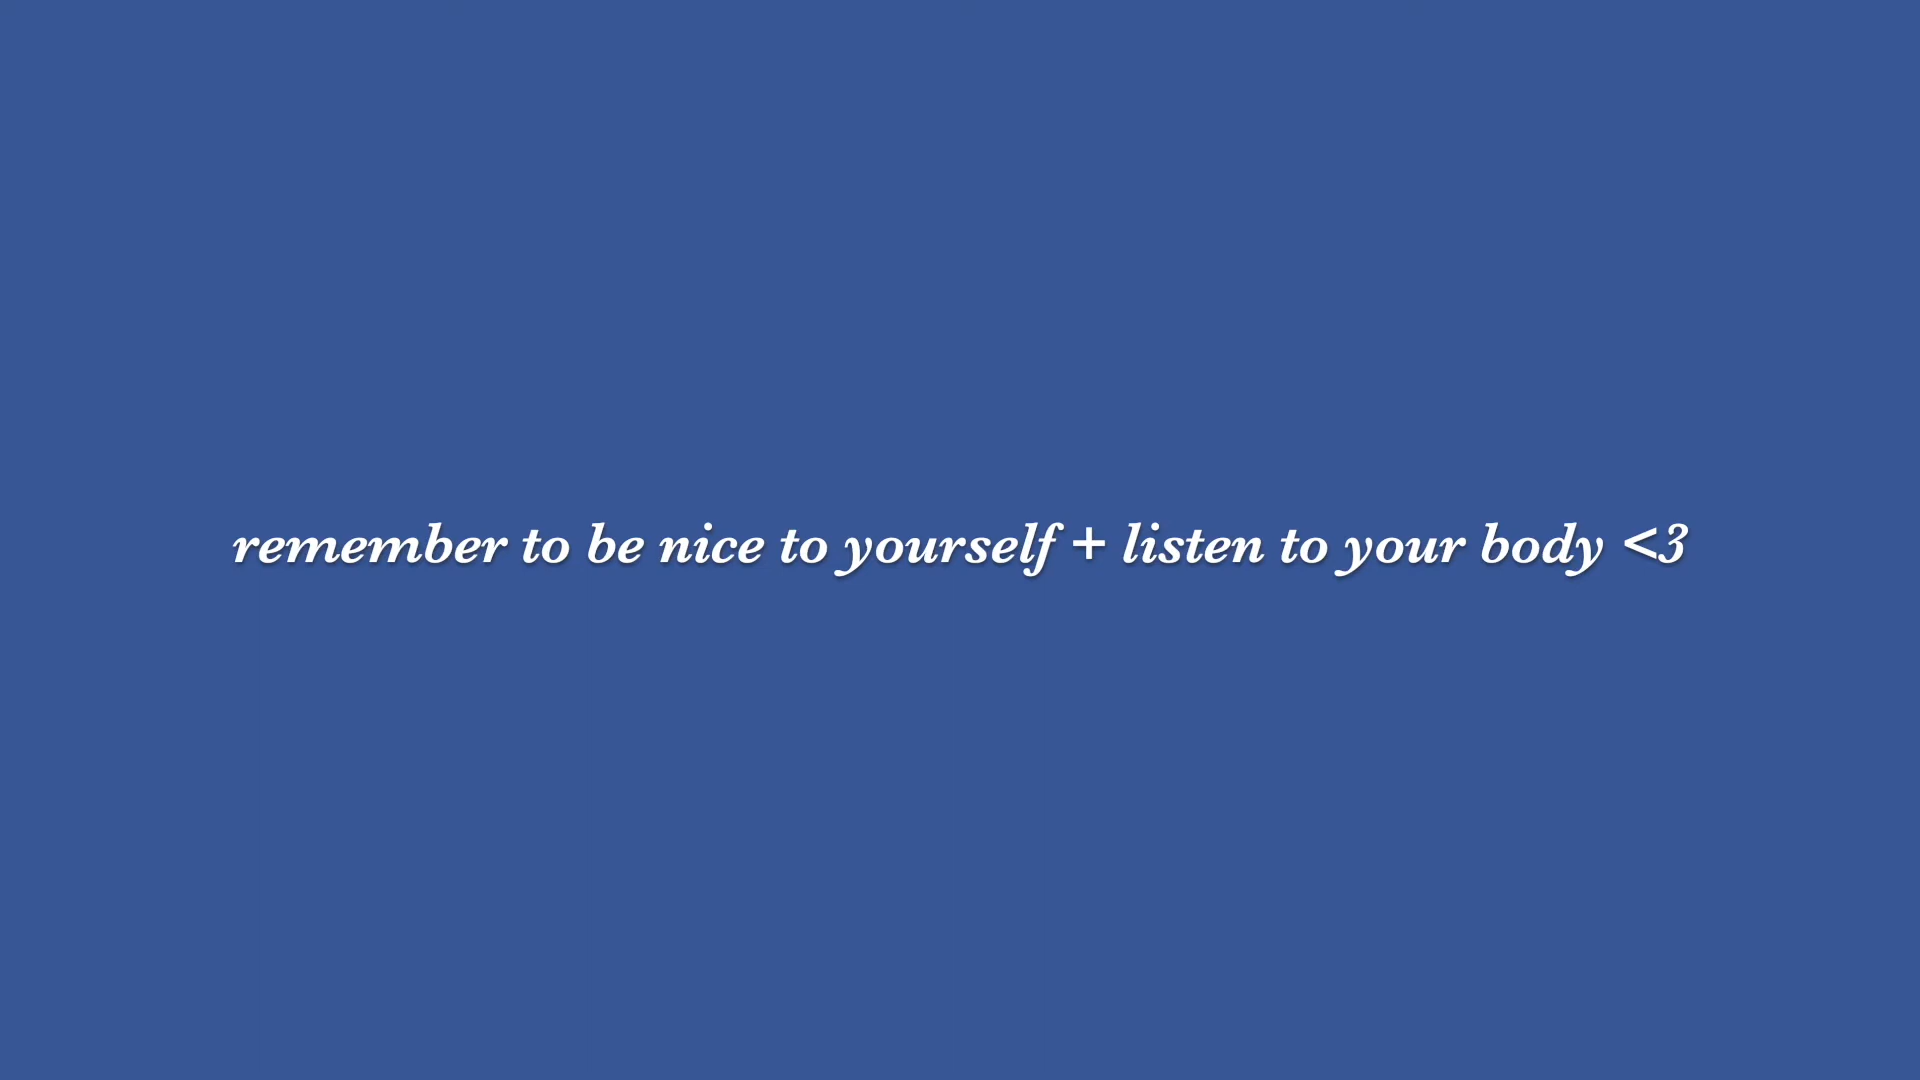 remember to be nice to yourself + listen to your body <3